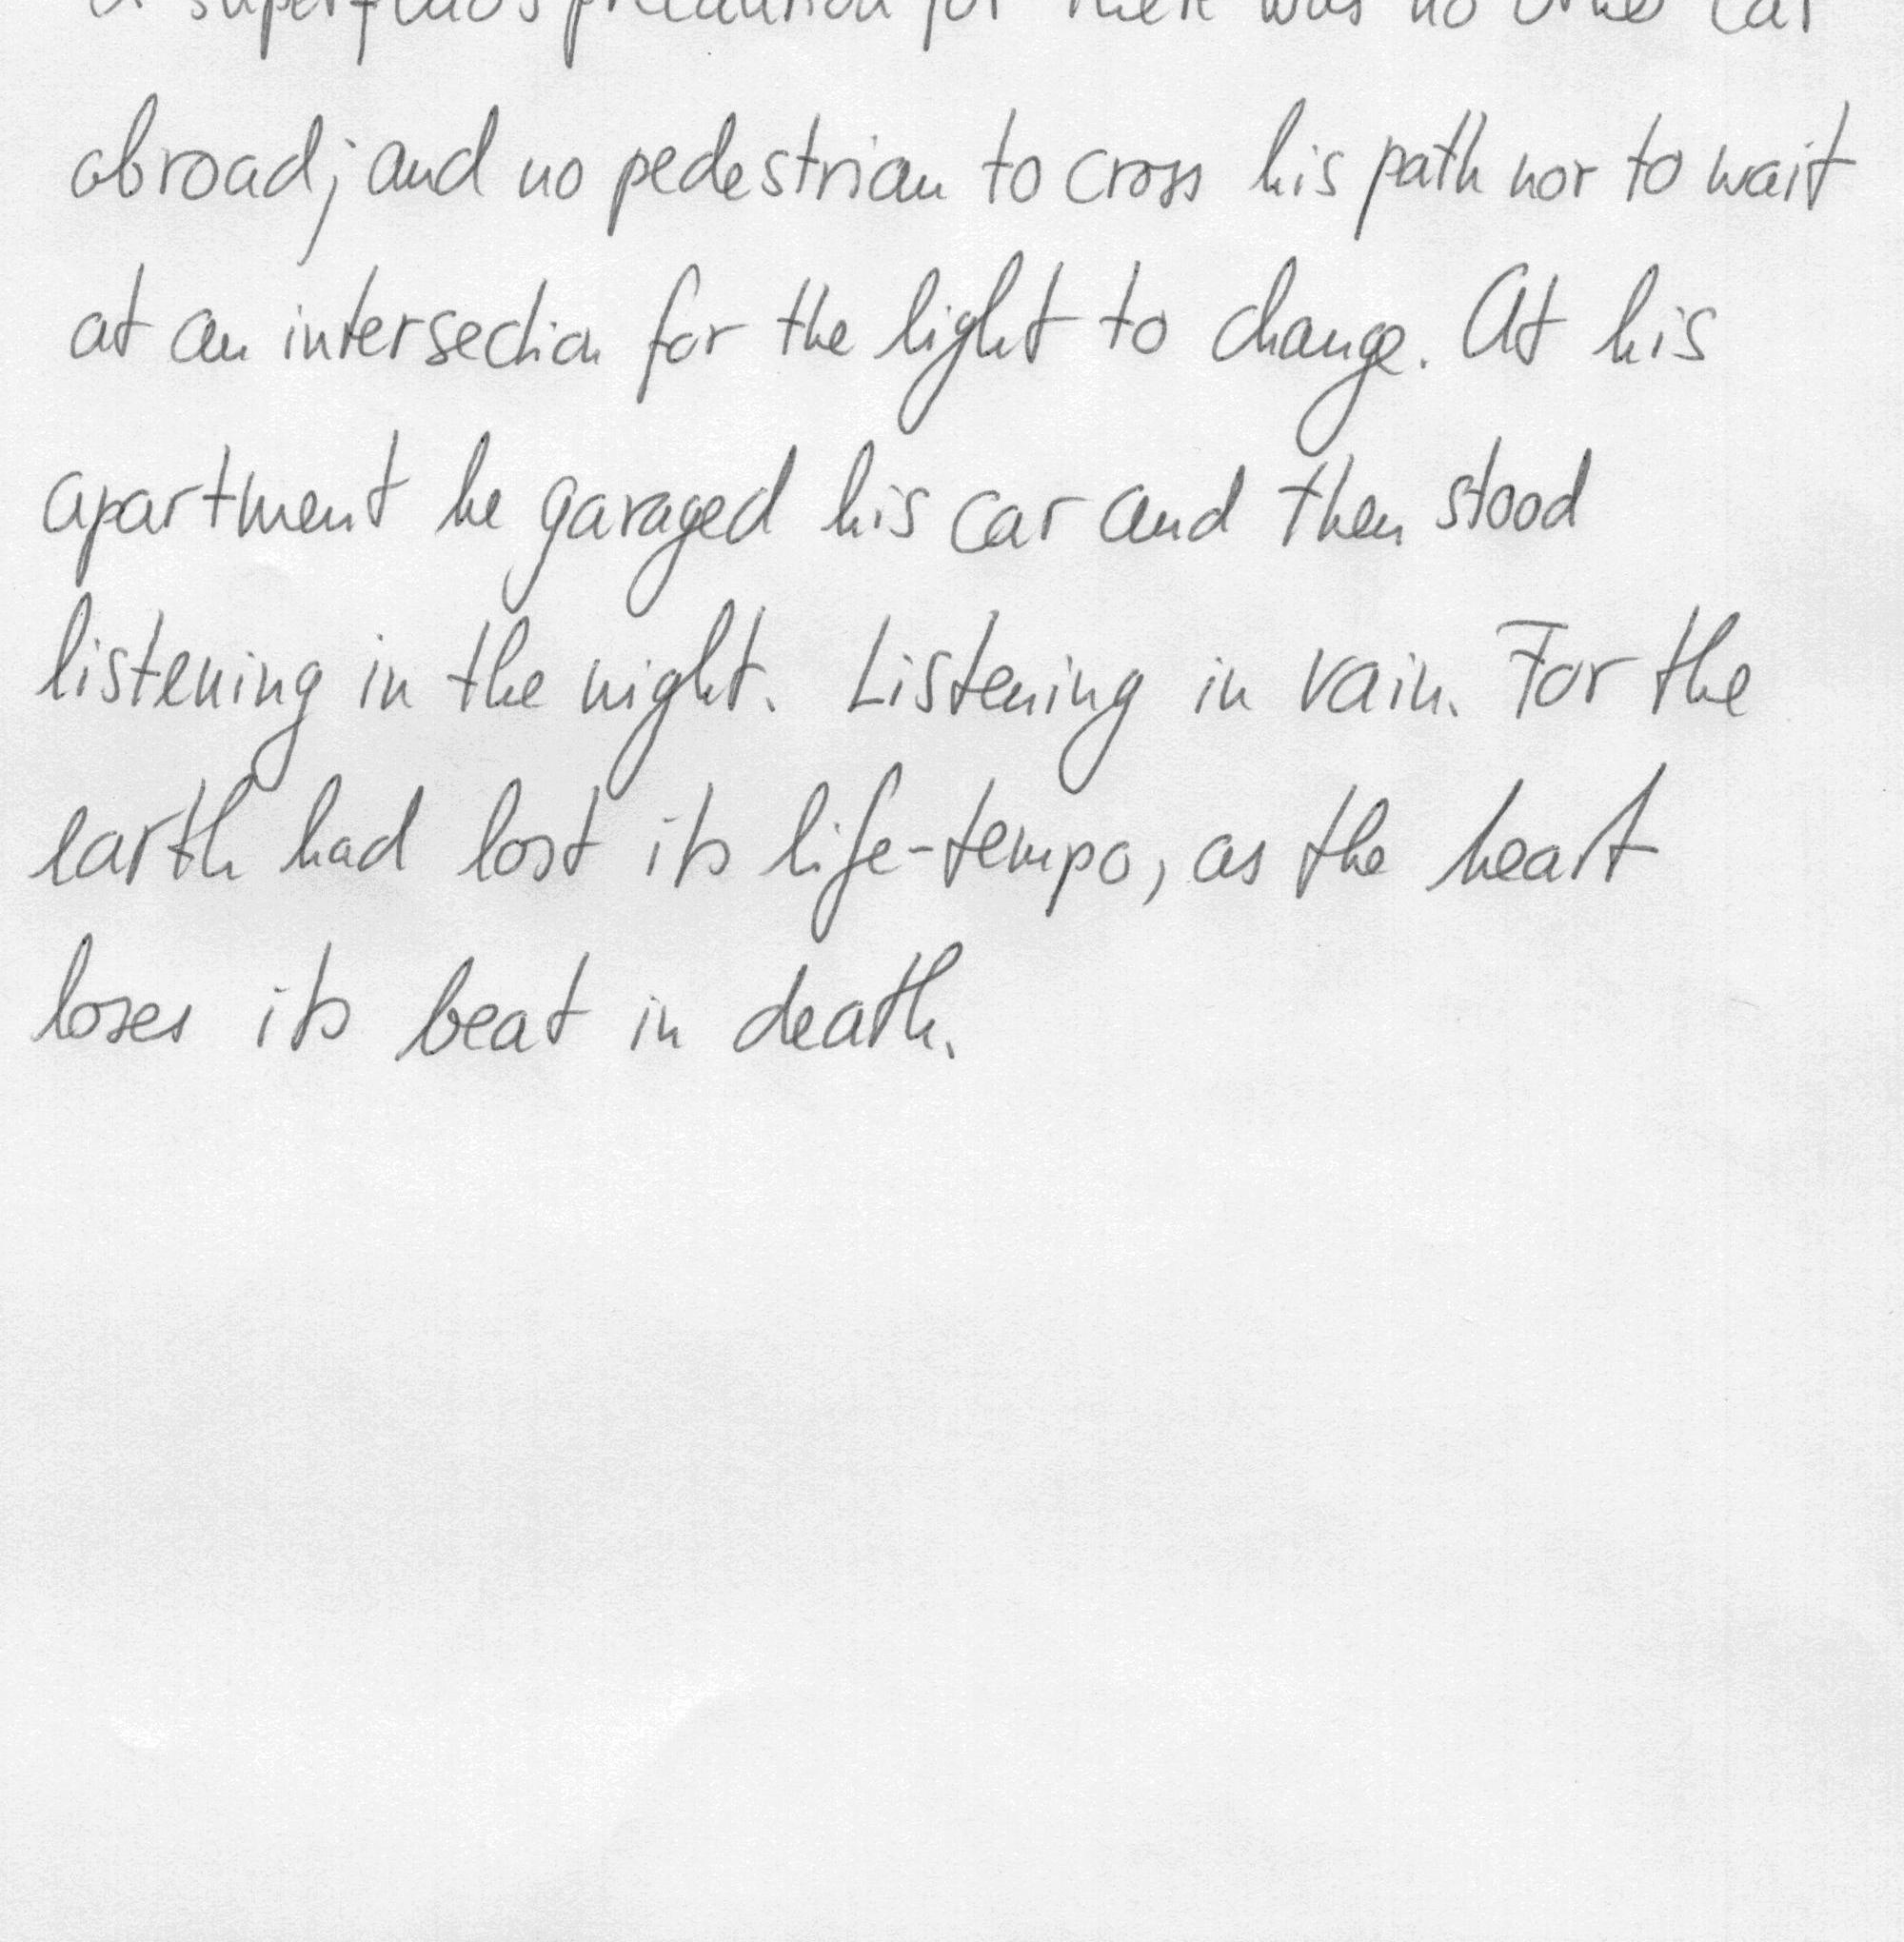 a superfluous precaution for there was no other car
abroad; and no pedestrian to cross his path nor to wait
at an intersection for the light to change. At his
apartment he garaged his car and then stood
listening in the night. Listening in vain. For the
earth had lost its life-tempo, as the heart
loses its beat in death.